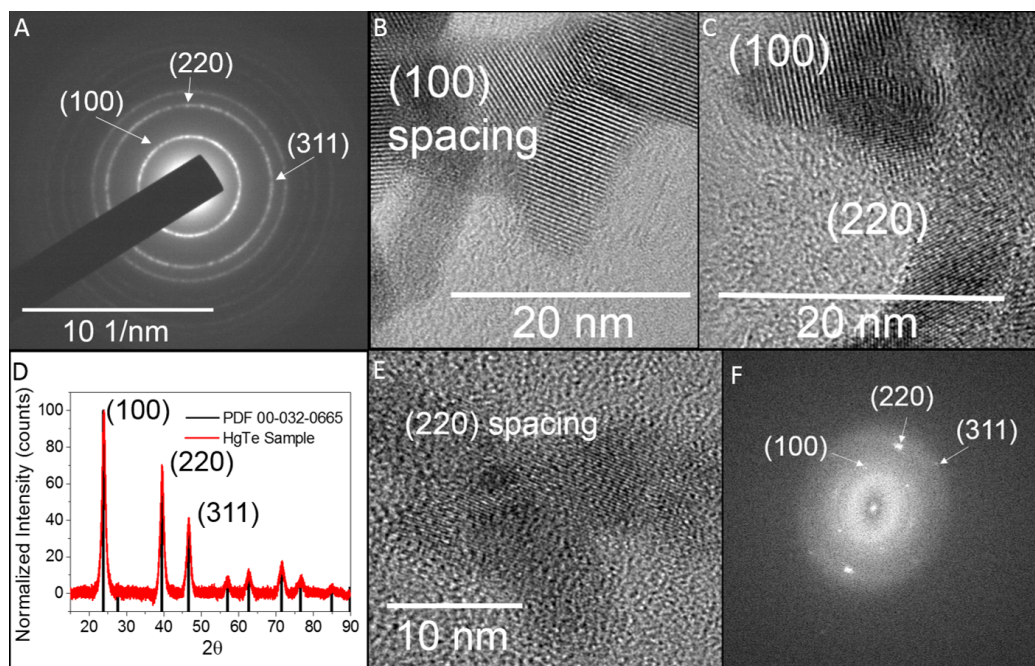 A
(220)
(100)
(311)
10 1/nm
B
(100)
spacing
20 nm
C
(100)
(220)
20 nm
D
Normalized Intensity (counts)
100
80
60
40
20
0
(100)
PDF 00-032-0665
HgTe Sample
(220)
(311)
20 30 40 50 60 70 80 90
2θ
E
(220) spacing
10 nm
F
(220)
(100)
(311)